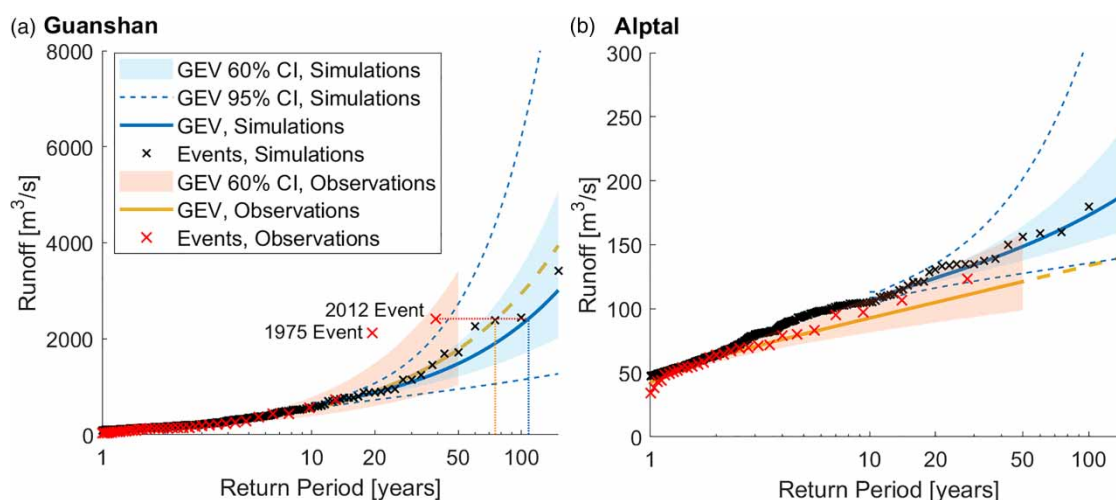 (a) Guanshan
8000
6000
4000
2000
0
Runoff [m³/s]
GEV 60% CI, Simulations
GEV 95% CI, Simulations
GEV, Simulations
Events, Simulations
GEV 60% CI, Observations
GEV, Observations
Events, Observations
2012 Event
1975 Event
1 10 20 50 100
Return Period [years]
(b) Alptal
300
250
200
150
100
50
0
Runoff [m³/s]
1 10 20 50 100
Return Period [years]